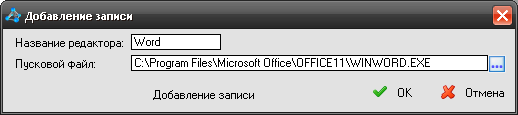 Добавление записи
Название редактора: Word
Пусковой файл: C:\Program Files\Microsoft Office\OFFICE11\WINWORD.EXE ...
Добавление записи OK Отмена